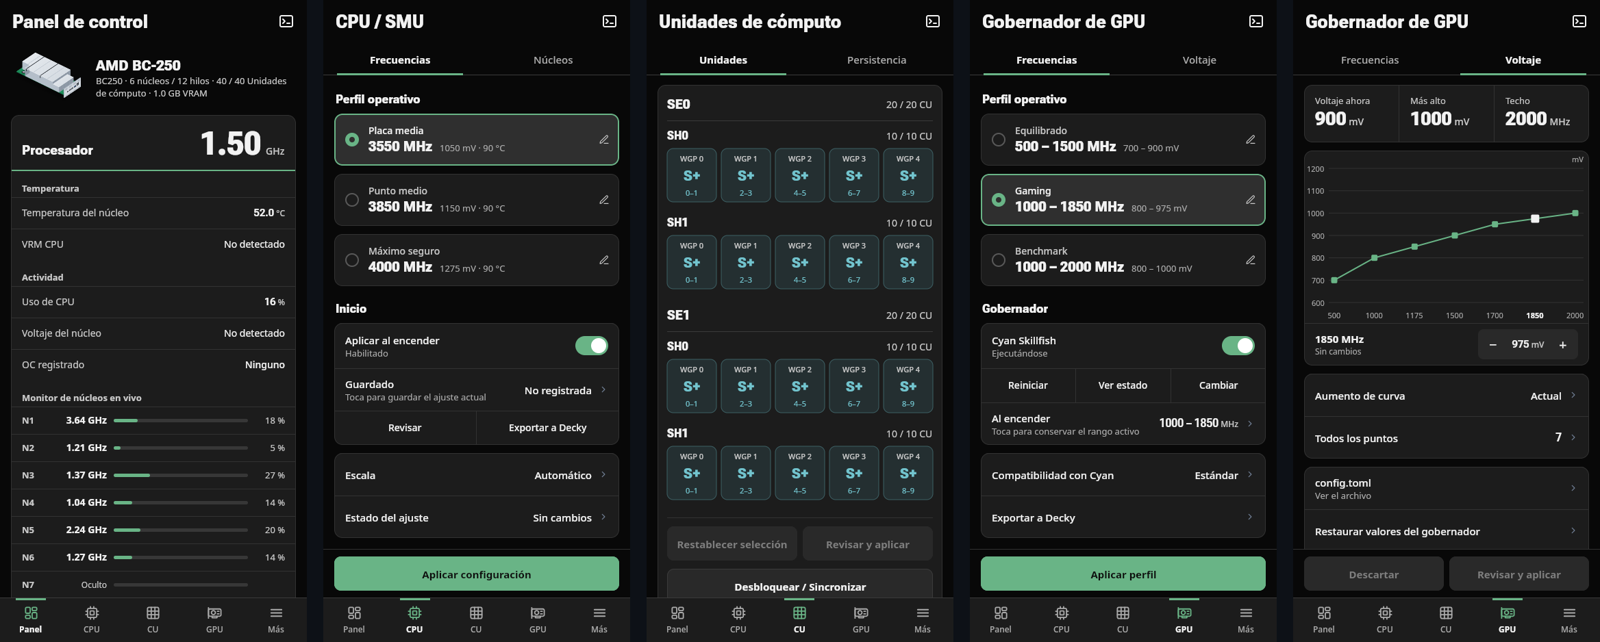 Panel de control
AMD BC-250
BC250 · 6 núcleos / 12 hilos · 40 / 40 Unidades
de cómputo · 1.0 GB VRAM
Procesador
1.50 GHz
Temperatura
Temperatura del núcleo 52.0 °C
VRM CPU No detectado
Actividad
Uso de CPU 16 %
Voltaje del núcleo No detectado
OC registrado Ninguno
Monitor de núcleos en vivo
N1 3.64 GHz 18 %
N2 1.21 GHz 5 %
N3 1.37 GHz 27 %
N4 1.04 GHz 14 %
N5 2.24 GHz 20 %
N6 1.27 GHz 14 %
N7 Oculto
Panel CPU CU GPU Más
CPU / SMU
Frecuencias Núcleos
Perfil operativo
Placa media
3550 MHz 1050 mV · 90 °C
Punto medio
3850 MHz 1150 mV · 90 °C
Máximo seguro
4000 MHz 1275 mV · 90 °C
Inicio
Aplicar al encender
Habilitado
Guardado
Toca para guardar el ajuste actual
No registrada
Revisar Exportar a Decky
Escala Automático
Estado del ajuste Sin cambios
Aplicar configuración
Panel CPU CU GPU Más
Unidades de cómputo
Unidades Persistencia
SE0 20 / 20 CU
SH0 10 / 10 CU
WGP 0 WGP 1 WGP 2 WGP 3 WGP 4
S+ S+ S+ S+ S+
0–1 2–3 4–5 6–7 8–9
SH1 10 / 10 CU
WGP 0 WGP 1 WGP 2 WGP 3 WGP 4
S+ S+ S+ S+ S+
0–1 2–3 4–5 6–7 8–9
SE1 20 / 20 CU
SH0 10 / 10 CU
WGP 0 WGP 1 WGP 2 WGP 3 WGP 4
S+ S+ S+ S+ S+
0–1 2–3 4–5 6–7 8–9
SH1 10 / 10 CU
WGP 0 WGP 1 WGP 2 WGP 3 WGP 4
S+ S+ S+ S+ S+
0–1 2–3 4–5 6–7 8–9
Restablecer selección Revisar y aplicar
Desbloquear / Sincronizar
Panel CPU CU GPU Más
Gobernador de GPU
Frecuencias Voltaje
Perfil operativo
Equilibrado
500 – 1500 MHz 700 – 900 mV
Gaming
1000 – 1850 MHz 800 – 975 mV
Benchmark
1000 – 2000 MHz 800 – 1000 mV
Gobernador
Cyan Skillfish
Ejecutándose
Reiniciar Ver estado Cambiar
Al encender
Toca para conservar el rango activo
1000 – 1850 MHz
Compatibilidad con Cyan Estándar
Exportar a Decky
Aplicar perfil
Panel CPU CU GPU Más
Gobernador de GPU
Frecuencias Voltaje
Voltaje ahora Más alto Techo
900 mV 1000 mV 2000 MHz
mV
1200
1100
1000
900
800
700
600
500 1000 1175 1500 1700 1850 2000
1850 MHz
Sin cambios
− 975 mV +
Aumento de curva Actual
Todos los puntos 7
config.toml
Ver el archivo
Restaurar valores del gobernador
Descartar Revisar y aplicar
Panel CPU CU GPU Más